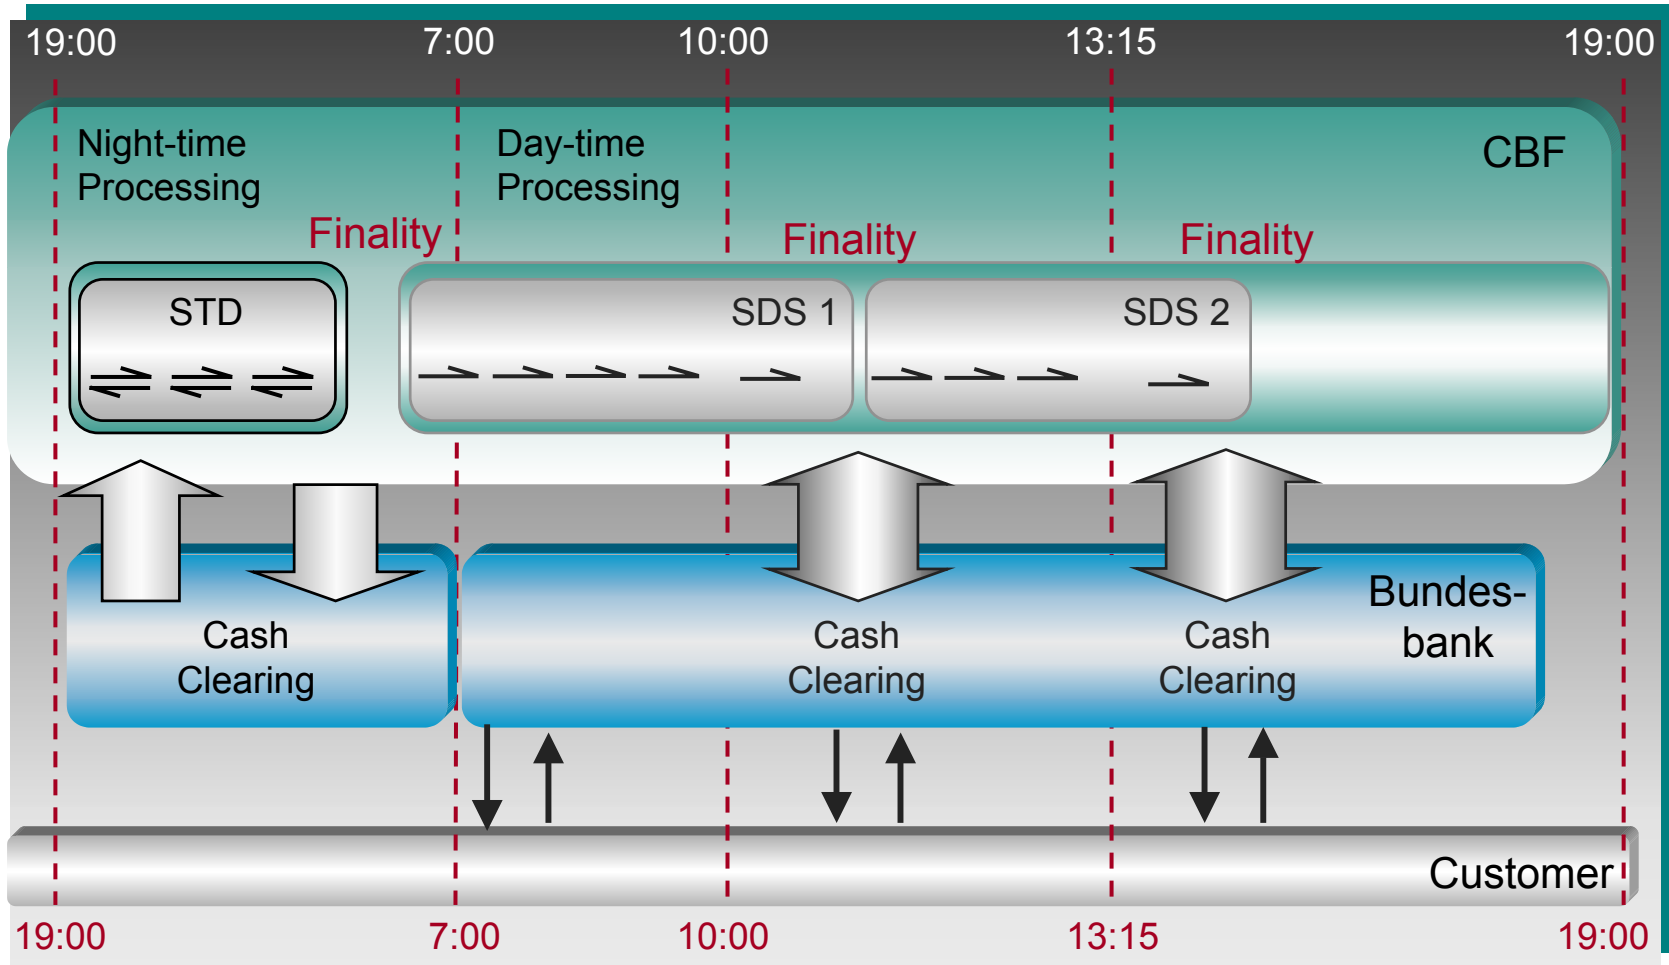 19:00 7:00 10:00 13:15 19:00
Night-time
Processing
Day-time
Processing
CBF
Finality Finality Finality
STD SDS 1 SDS 2
Bundes-
bank
Cash
Clearing
Cash
Clearing
Cash
Clearing
Customer
19:00 7:00 10:00 13:15 19:00